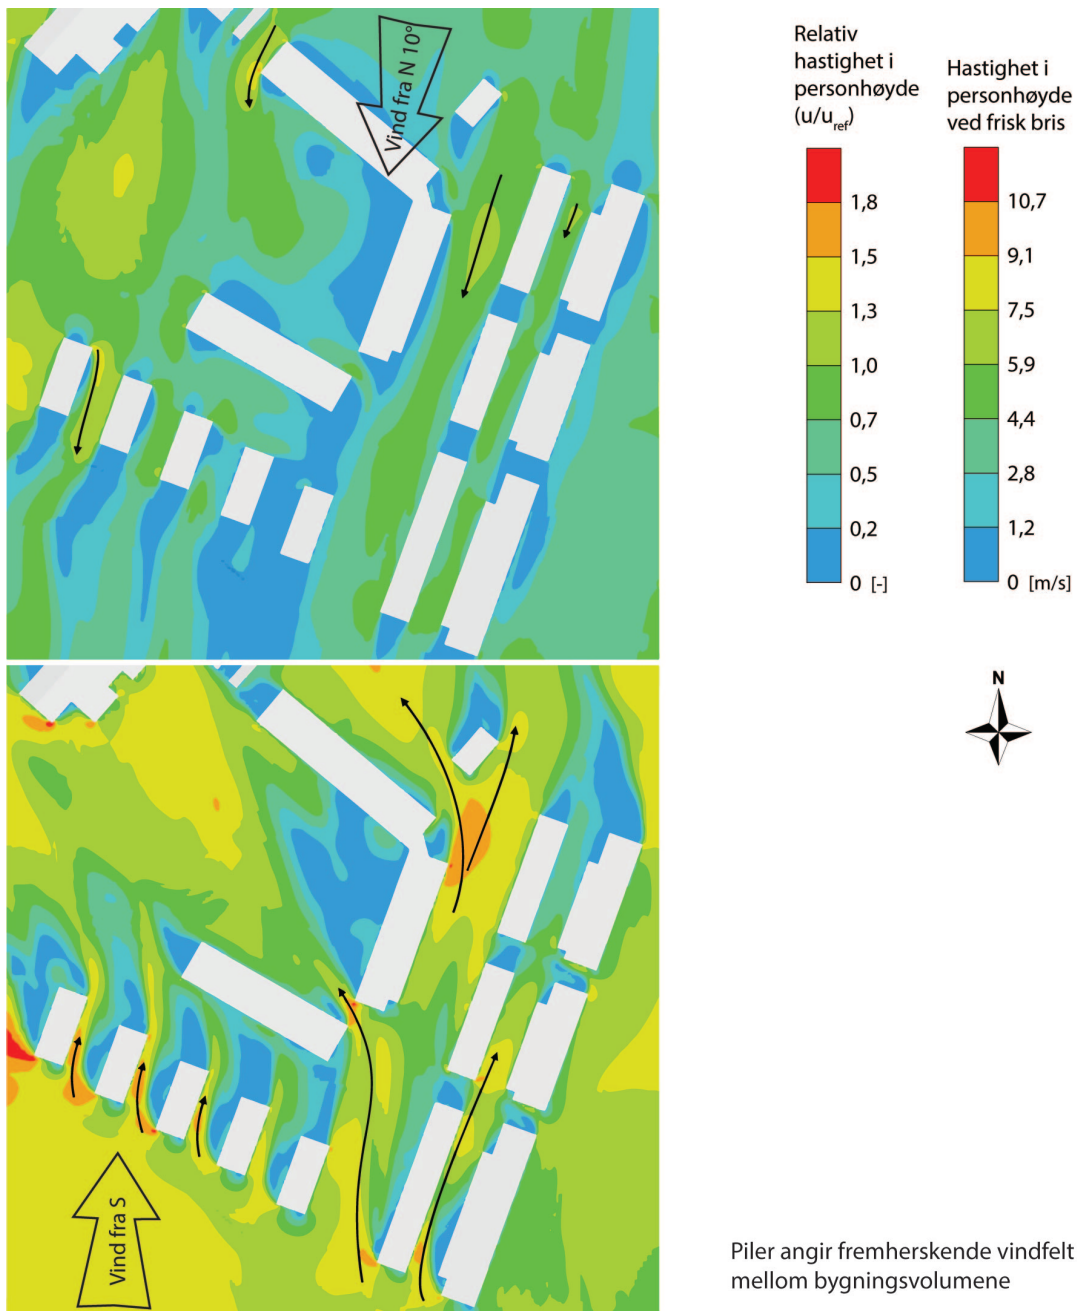 Vind fra N 10°
Relativ
hastighet i
personhøyde
(u/uref)
1,8
1,5
1,3
1,0
0,7
0,5
0,2
0 [-]
Hastighet i
personhøyde
ved frisk bris
10,7
9,1
7,5
5,9
4,4
2,8
1,2
0 [m/s]
N
Vind fra S
Piler angir fremherskende vindfelt
mellom bygningsvolumene